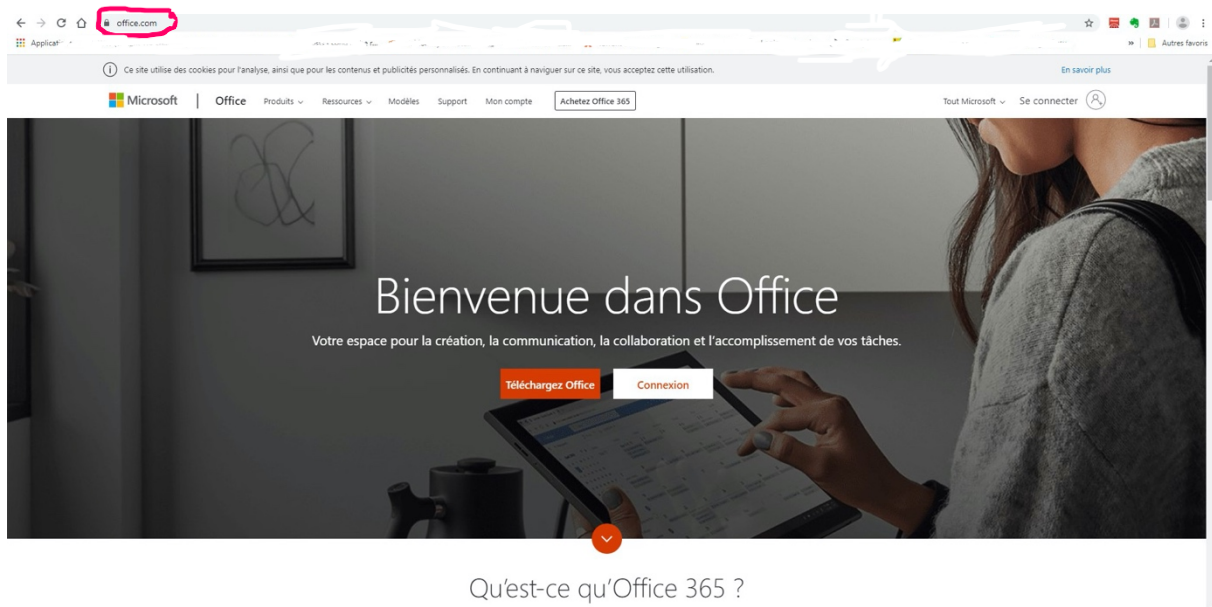 office.com
Applicat
Autres favoris
Ce site utilise des cookies pour l'analyse, ainsi que pour les contenus et publicités personnalisés. En continuant à naviguer sur ce site, vous acceptez cette utilisation.
En savoir plus
Microsoft | Office Produits Ressources Modèles Support Mon compte Achetez Office 365 Tout Microsoft Se connecter
Bienvenue dans Office
Votre espace pour la création, la communication, la collaboration et l'accomplissement de vos tâches.
Téléchargez Office Connexion
Qu'est-ce qu'Office 365 ?